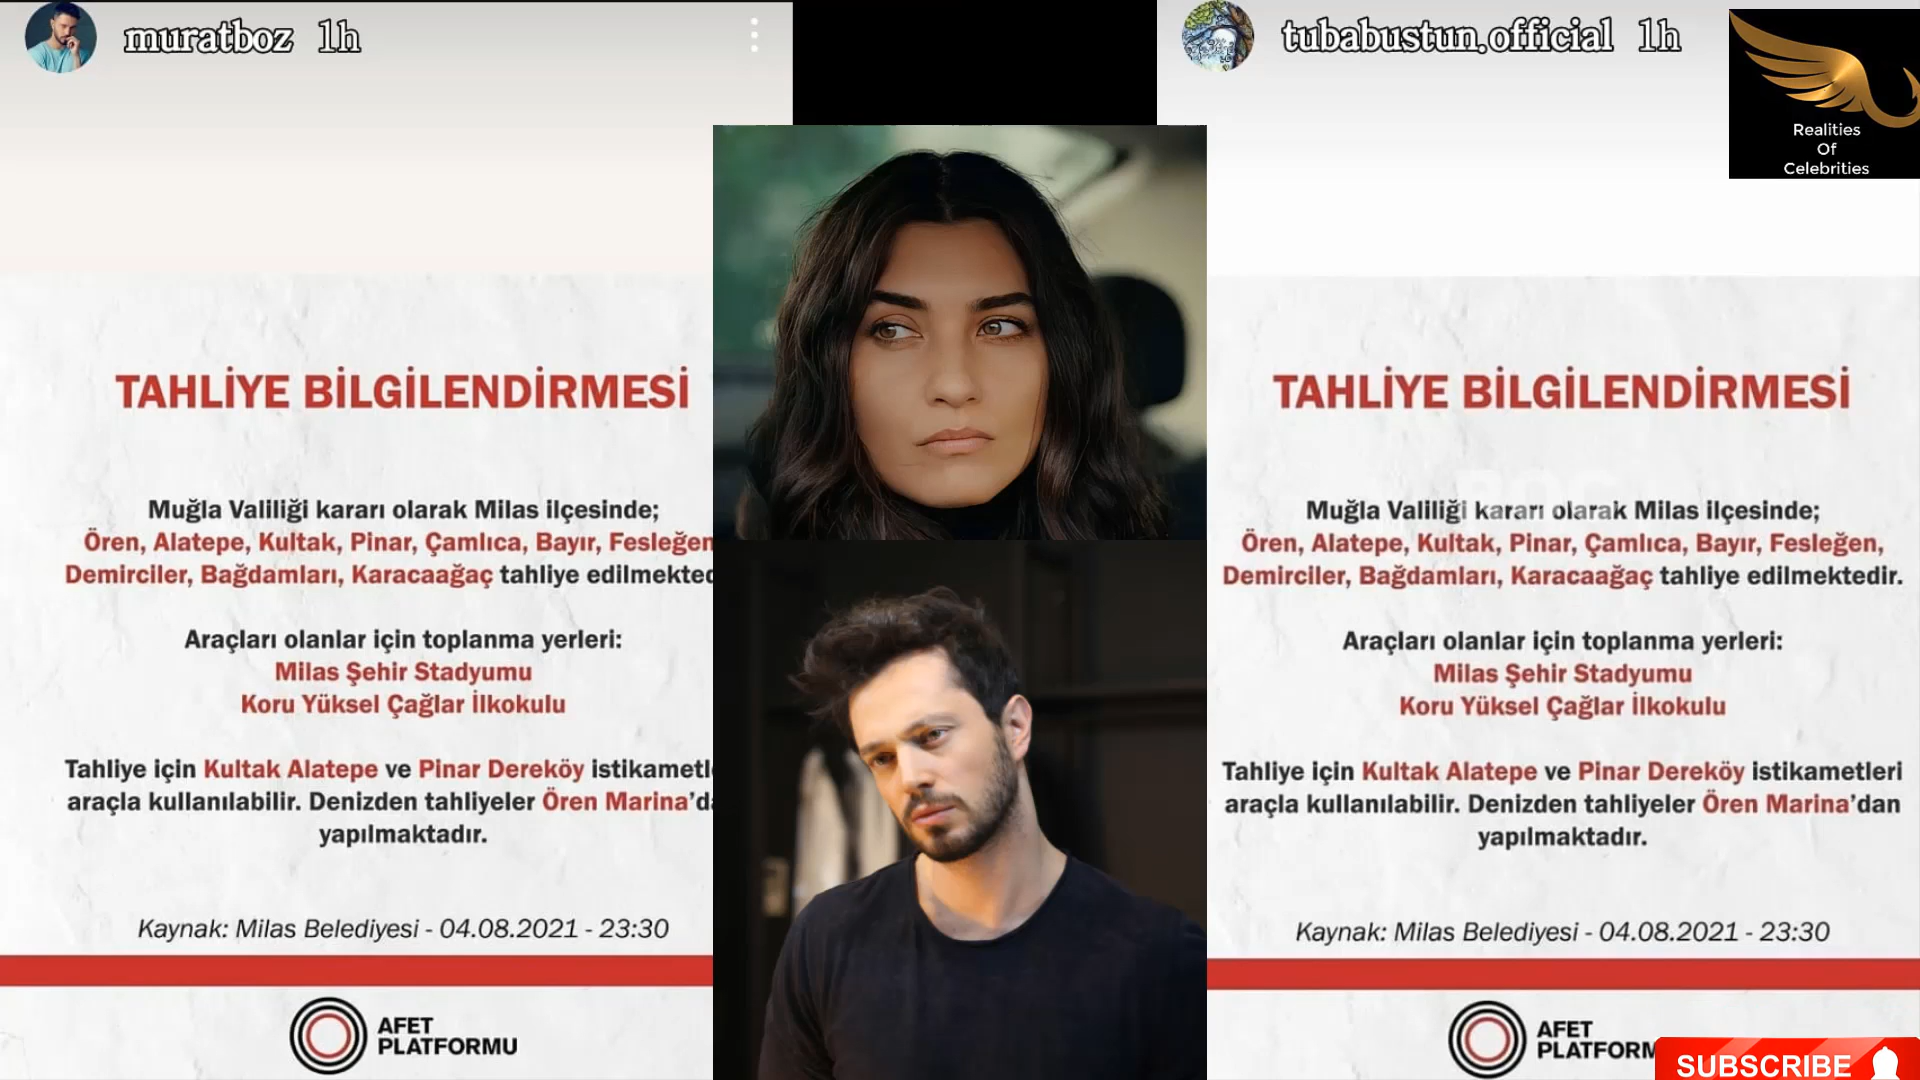 muratboz 1h
TAHLİYE BİLGİLENDİRMESİ
Muğla Valiliği kararı olarak Milas ilçesinde;
Ören, Alatepe, Kultak, Pinar, Çamlıca, Bayır, Fesleğen
Demirciler, Bağdamları, Karacaağaç tahliye edilmekted
Araçları olanlar için toplanma yerleri:
Milas Şehir Stadyumu
Koru Yüksel Çağlar İlkokulu
Tahliye için Kultak Alatepe ve Pinar Dereköy istikametl
araçla kullanılabilir. Denizden tahliyeler Ören Marina'd
yapılmaktadır.
Kaynak: Milas Belediyesi - 04.08.2021 - 23:30
AFET
PLATFORMU
tubabustun.official 1h
Realities
Of
Celebrities
TAHLİYE BİLGİLENDİRMESİ
Muğla Valiliği kararı olarak Milas ilçesinde;
Ören, Alatepe, Kultak, Pinar, Çamlıca, Bayır, Fesleğen,
Demirciler, Bağdamları, Karacaağaç tahliye edilmektedir.
Araçları olanlar için toplanma yerleri:
Milas Şehir Stadyumu
Koru Yüksel Çağlar İlkokulu
Tahliye için Kultak Alatepe ve Pinar Dereköy istikametleri
araçla kullanılabilir. Denizden tahliyeler Ören Marina'dan
yapılmaktadır.
Kaynak: Milas Belediyesi - 04.08.2021 - 23:30
AFET
PLATFORM
SUBSCRIBE